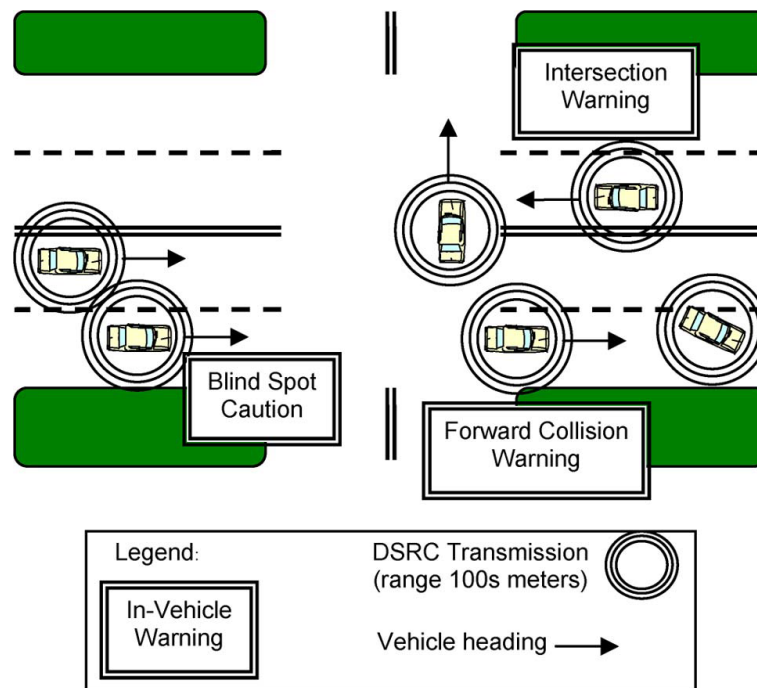 Intersection
Warning
Blind Spot
Caution
Forward Collision
Warning
Legend:
DSRC Transmission
(range 100s meters)
In-Vehicle
Warning
Vehicle heading